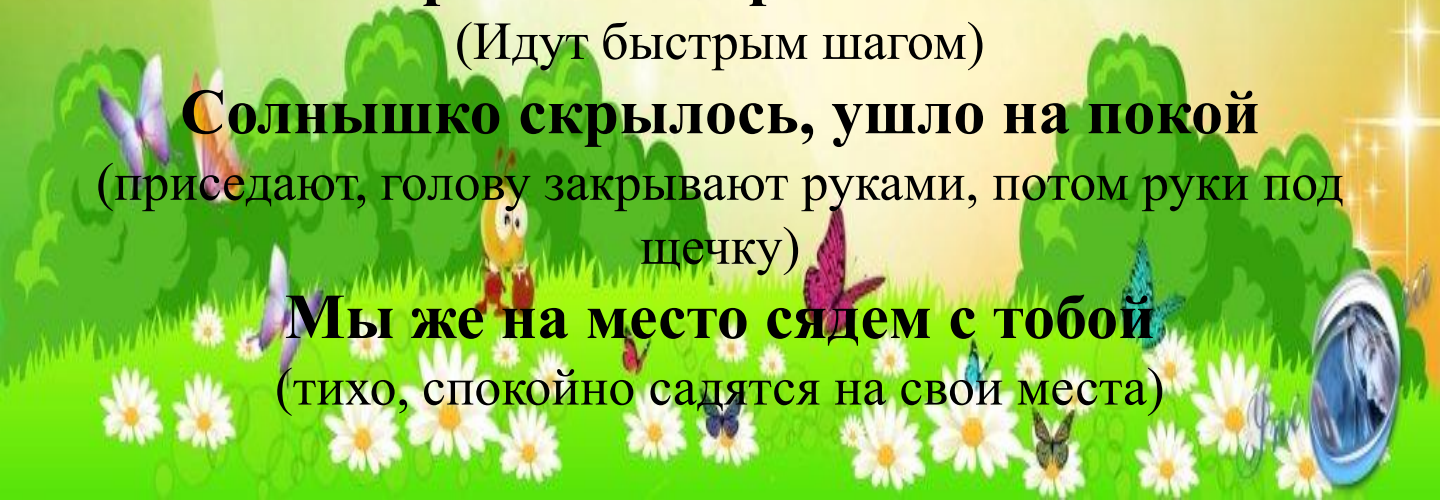 (Идут быстрым шагом)
Солнышко скрылось, ушло на покой
(приседают, голову закрывают руками, потом руки под
щечку)
Мы же на место сядем с тобой
(тихо, спокойно садятся на свои места)